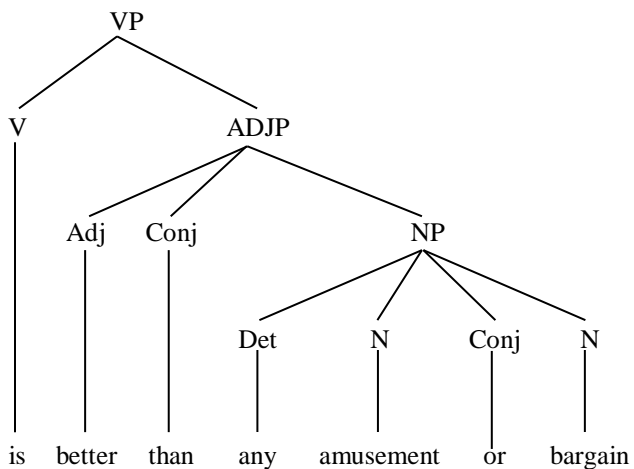 VP
V ADJP
Adj Conj NP
Det N Conj N
is better than any amusement or bargain